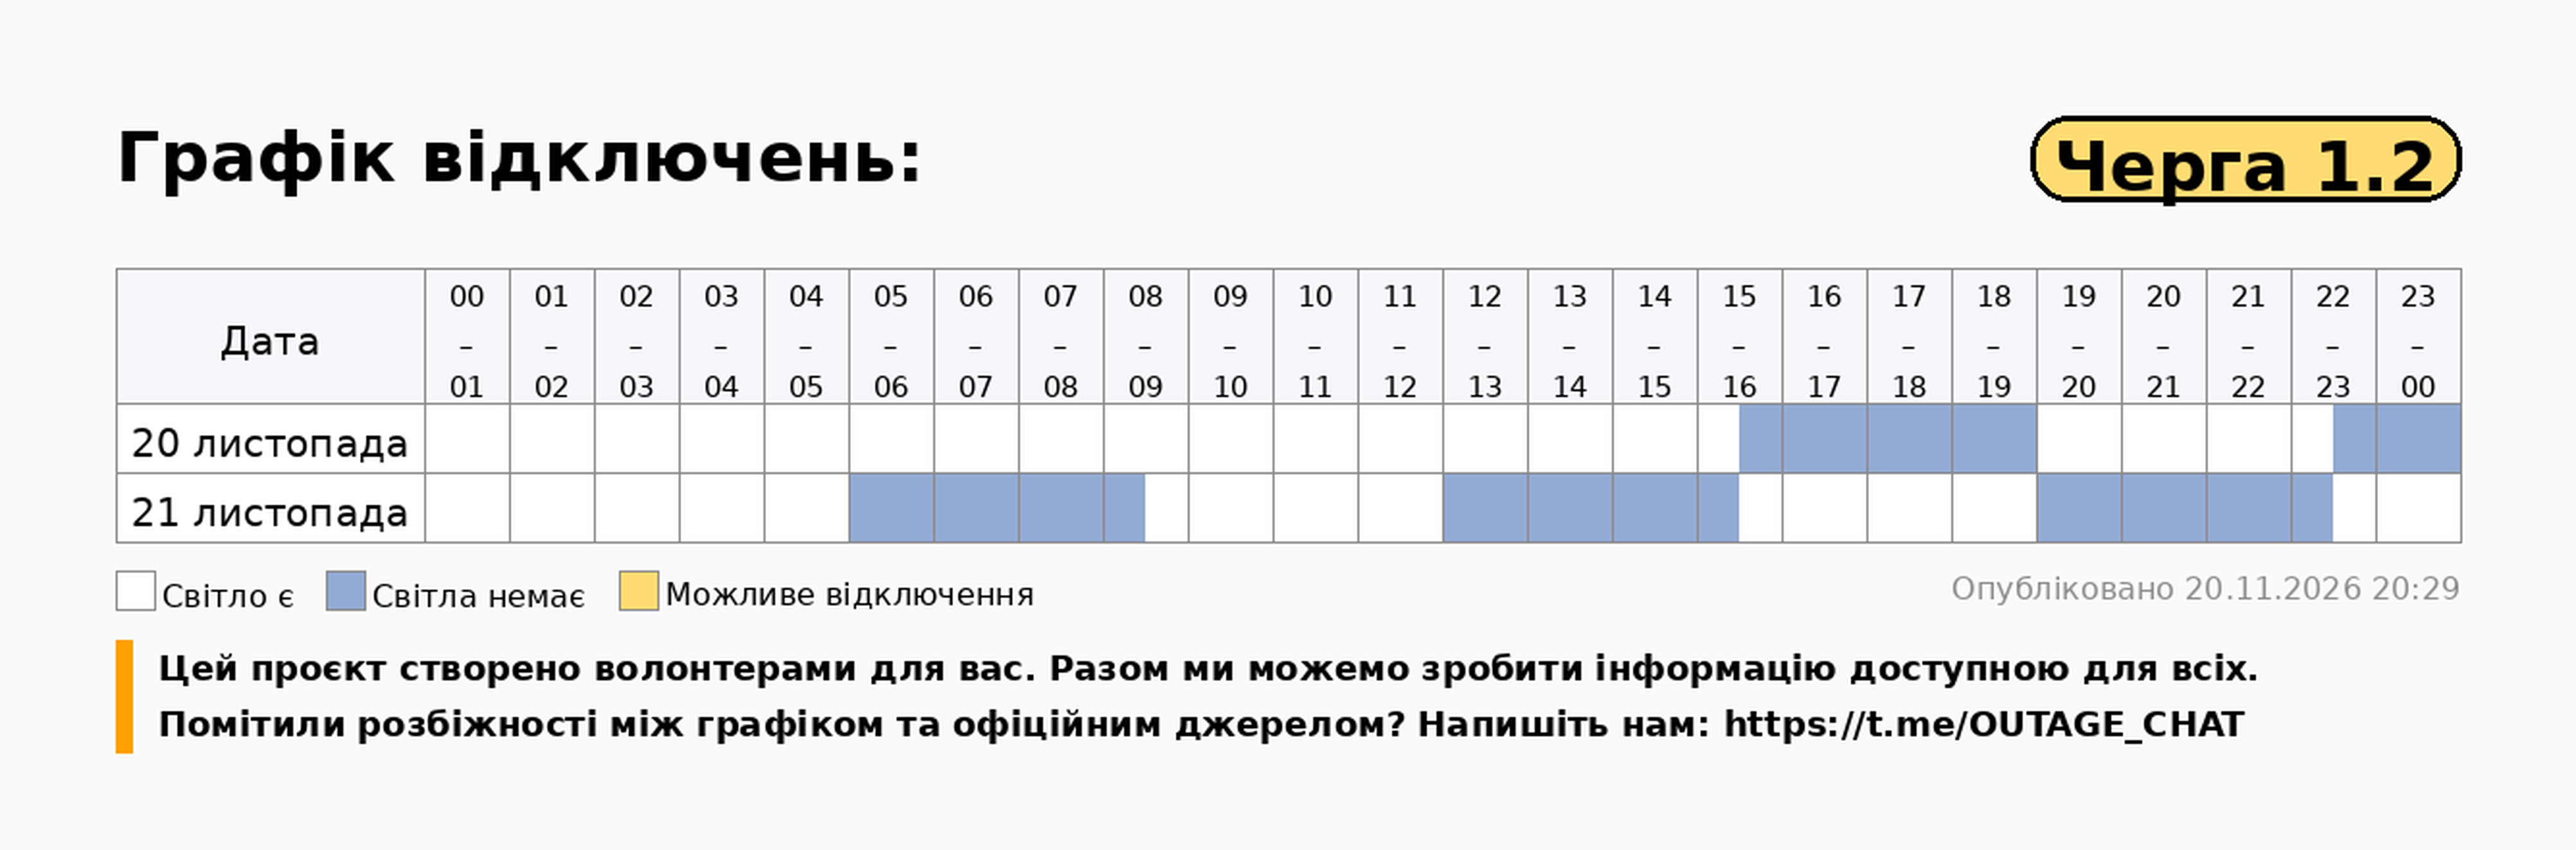 Графік відключень:
Черга 1.2
Дата 00 – 01 01 – 02 02 – 03 03 – 04 04 – 05 05 – 06 06 – 07 07 – 08 08 – 09 09 – 10 10 – 11 11 – 12 12 – 13 13 – 14 14 – 15 15 – 16 16 – 17 17 – 18 18 – 19 19 – 20 20 – 21 21 – 22 22 – 23 23 – 00
20 листопада
21 листопада
Світло є Світла немає Можливе відключення
Опубліковано 20.11.2026 20:29
Цей проєкт створено волонтерами для вас. Разом ми можемо зробити інформацію доступною для всіх.
Помітили розбіжності між графіком та офіційним джерелом? Напишіть нам: https://t.me/OUTAGE_CHAT